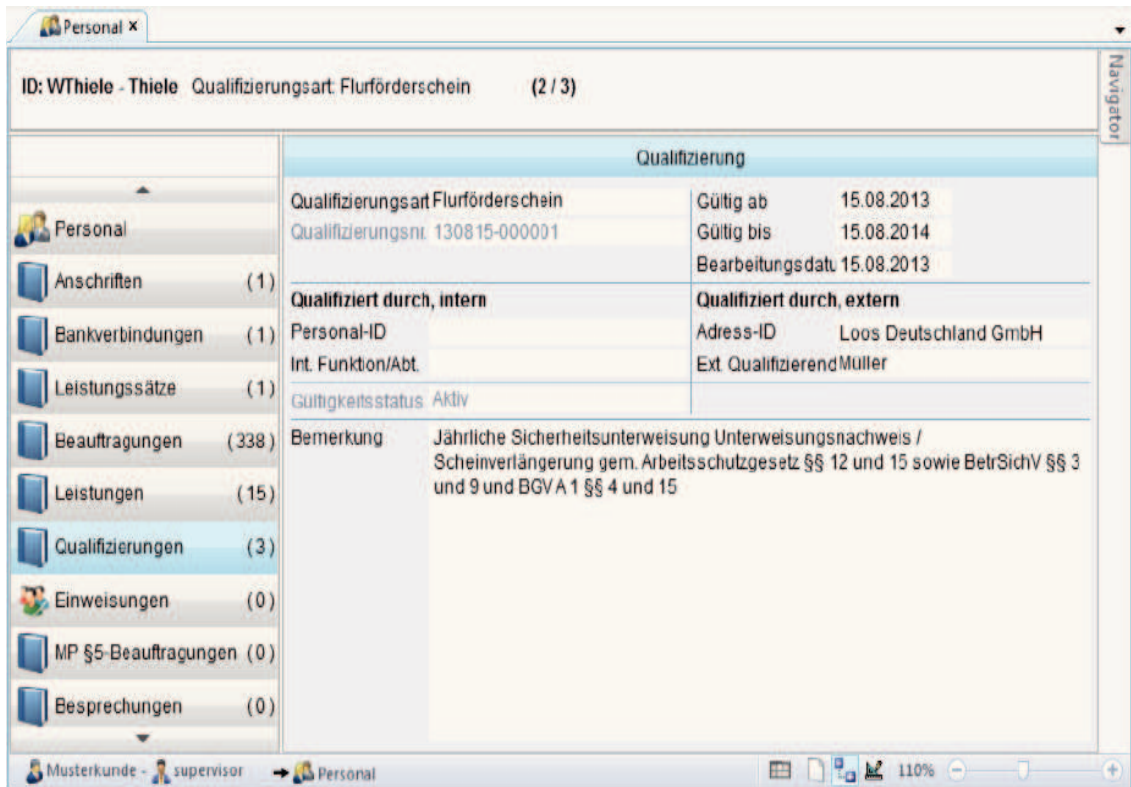 Personal x
Navigator
ID: WThiele - Thiele Qualifizierungsart: Flurförderschein (2 / 3)
Personal
Anschriften (1)
Bankverbindungen (1)
Leistungssätze (1)
Beauftragungen (338)
Leistungen (15)
Qualifizierungen (3)
Einweisungen (0)
MP §5-Beauftragungen (0)
Besprechungen (0)
Qualifizierung
Qualifizierungsart Flurförderschein
Qualifizierungsnr. 130815-000001
Gültig ab 15.08.2013
Gültig bis 15.08.2014
Bearbeitungsdatu 15.08.2013
Qualifiziert durch, intern
Personal-ID
Int. Funktion/Abt.
Qualifiziert durch, extern
Adress-ID Loos Deutschland GmbH
Ext. Qualifizierend Müller
Gültigkeitsstatus Aktiv
Bemerkung Jährliche Sicherheitsunterweisung Unterweisungsnachweis /
Scheinverlängerung gem. Arbeitsschutzgesetz §§ 12 und 15 sowie BetrSichV §§ 3
und 9 und BGV A 1 §§ 4 und 15
Musterkunde - supervisor Personal
110%